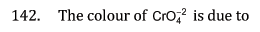 142. The colour of CrO₄⁻² is due to